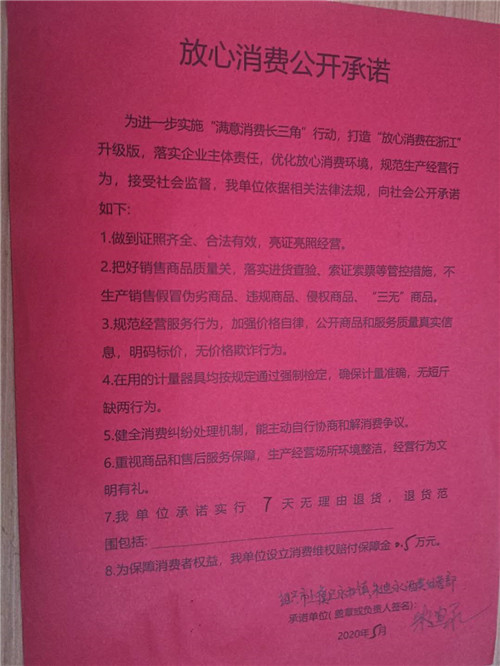 放心消费公开承诺
为进一步实施“满意消费长三角”行动，打造“放心消费在浙江”
升级版，落实企业主体责任，优化放心消费环境，规范生产经营行
为，接受社会监督，我单位依据相关法律法规，向社会公开承诺
如下：
1.做到证照齐全、合法有效，亮证亮照经营。
2.把好销售商品质量关，落实进货查验、索证索票等管控措施，不
生产销售假冒伪劣商品、违规商品、侵权商品、“三无”商品。
3.规范经营服务行为，加强价格自律，公开商品和服务质量真实信
息，明码标价，无价格欺诈行为。
4.在用的计量器具均按规定通过强制检定，确保计量准确，无短斤
缺两行为。
5.健全消费纠纷处理机制，能主动自行协商和解消费争议。
6.重视商品和售后服务保障，生产经营场所环境整洁，经营行为文
明有礼。
7.我单位承诺实行 7 天无理由退货，退货范
围包括:
8.为保障消费者权益，我单位设立消费维权赔付保障金 0.5 万元。
承诺单位( 盖章或负责人签名):
2020年5月